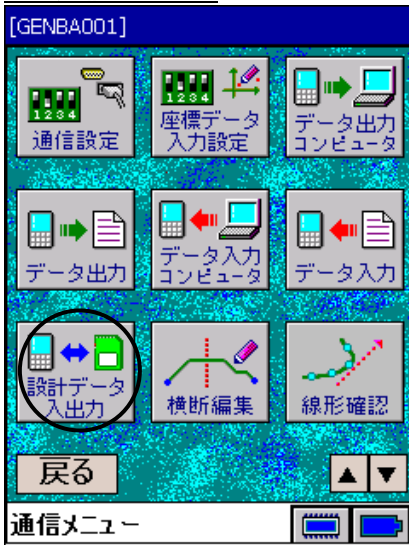 [GENBA001]
1234
通信設定
1234
座標データ
入力設定
データ出力
コンピュータ
データ出力
データ入力
コンピュータ
データ入力
設計データ
入出力
横断編集
線形確認
戻る
▲ ▼
通信メニュー